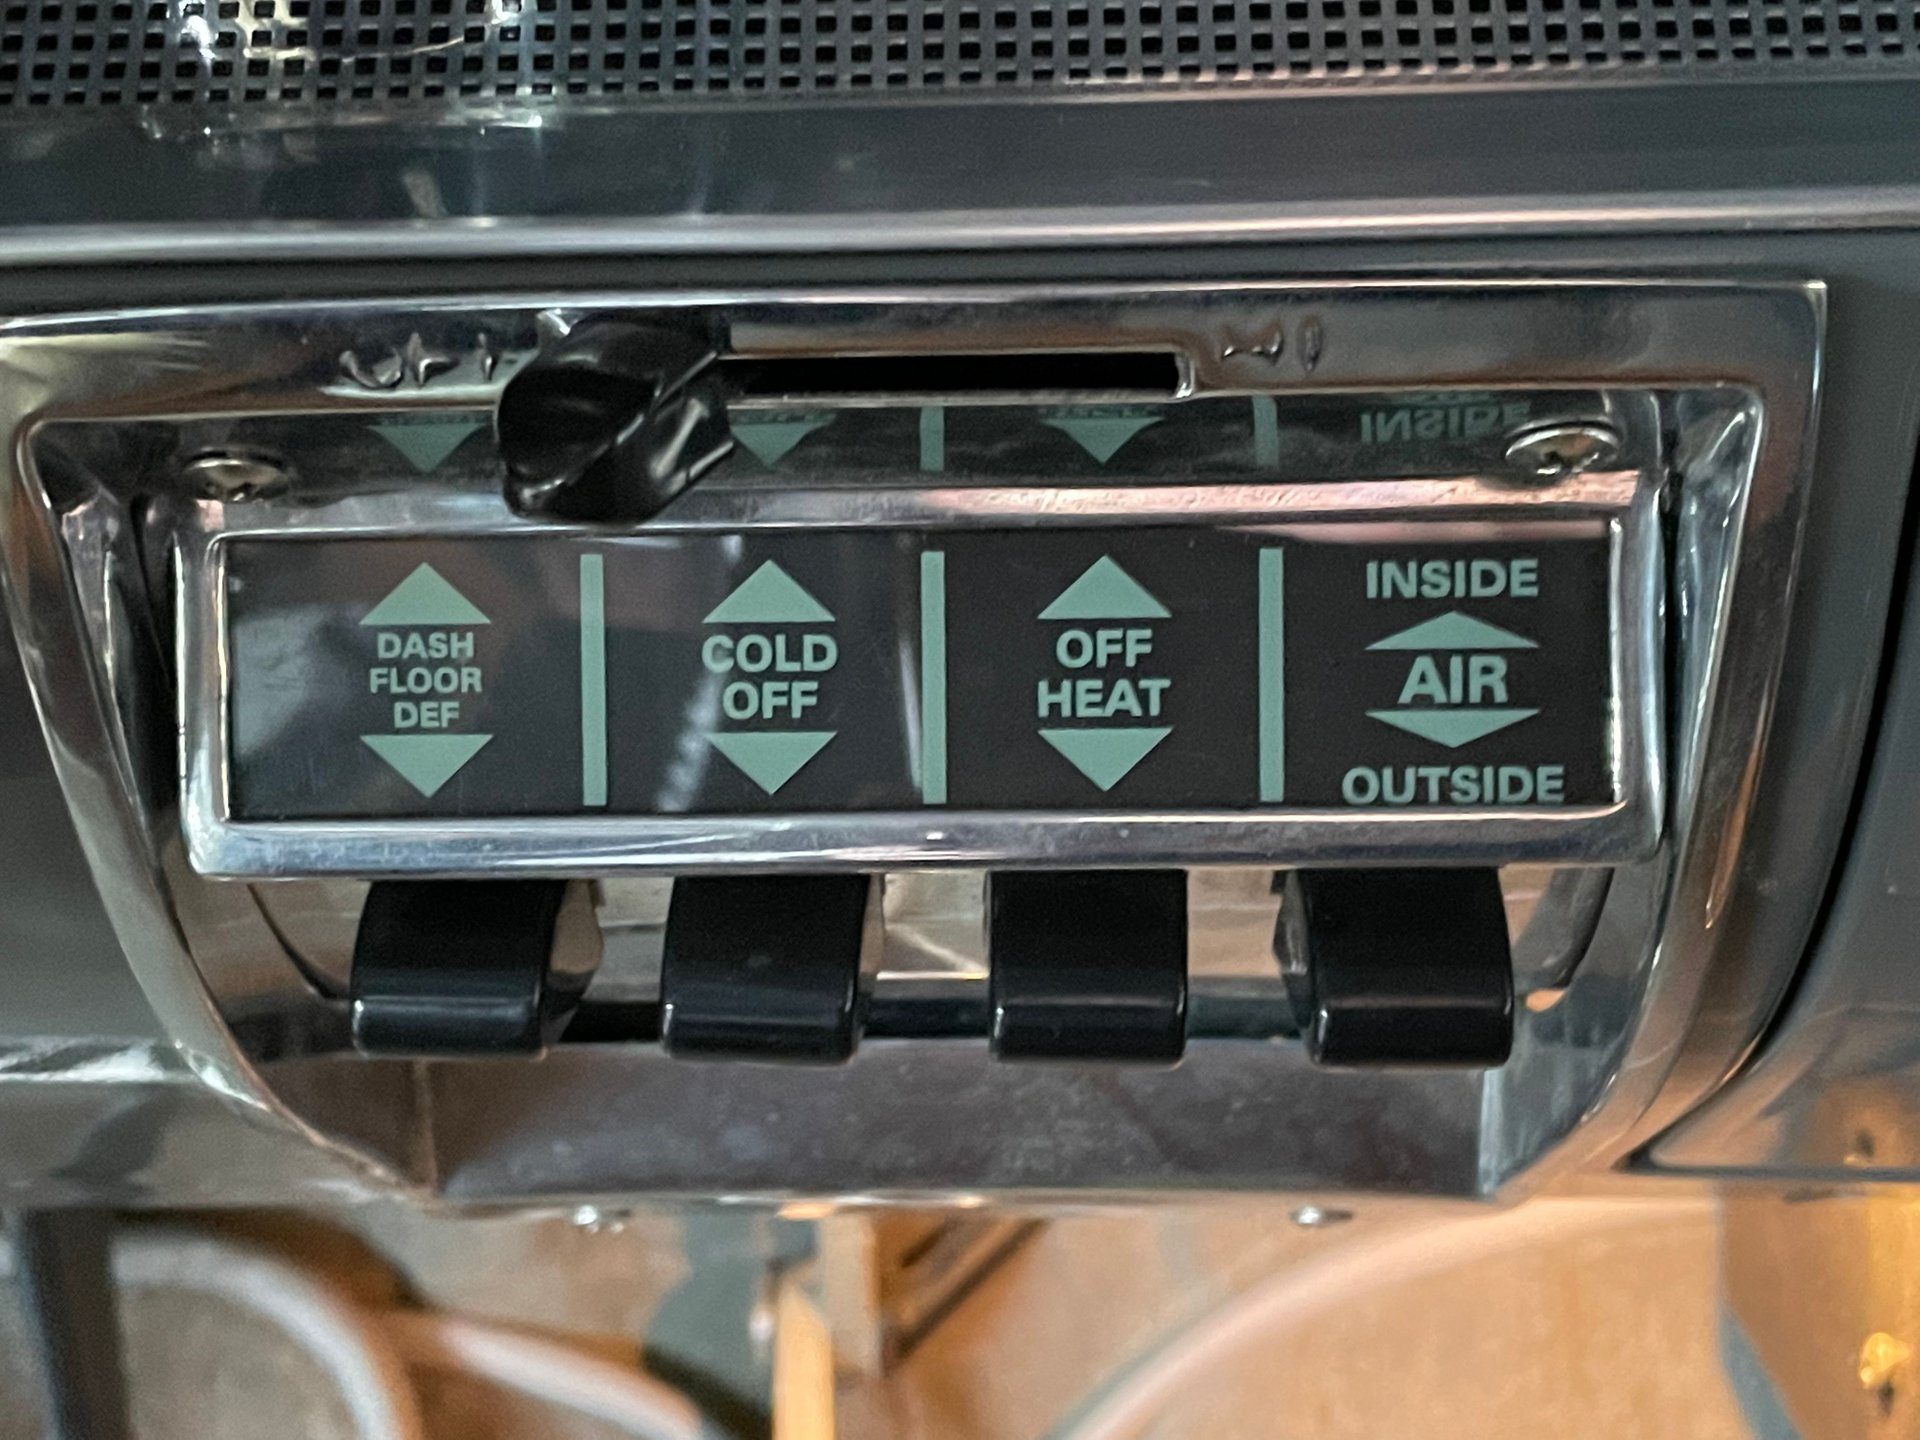 DASH
FLOOR
DEF
COLD
OFF
OFF
HEAT
INSIDE
AIR
OUTSIDE